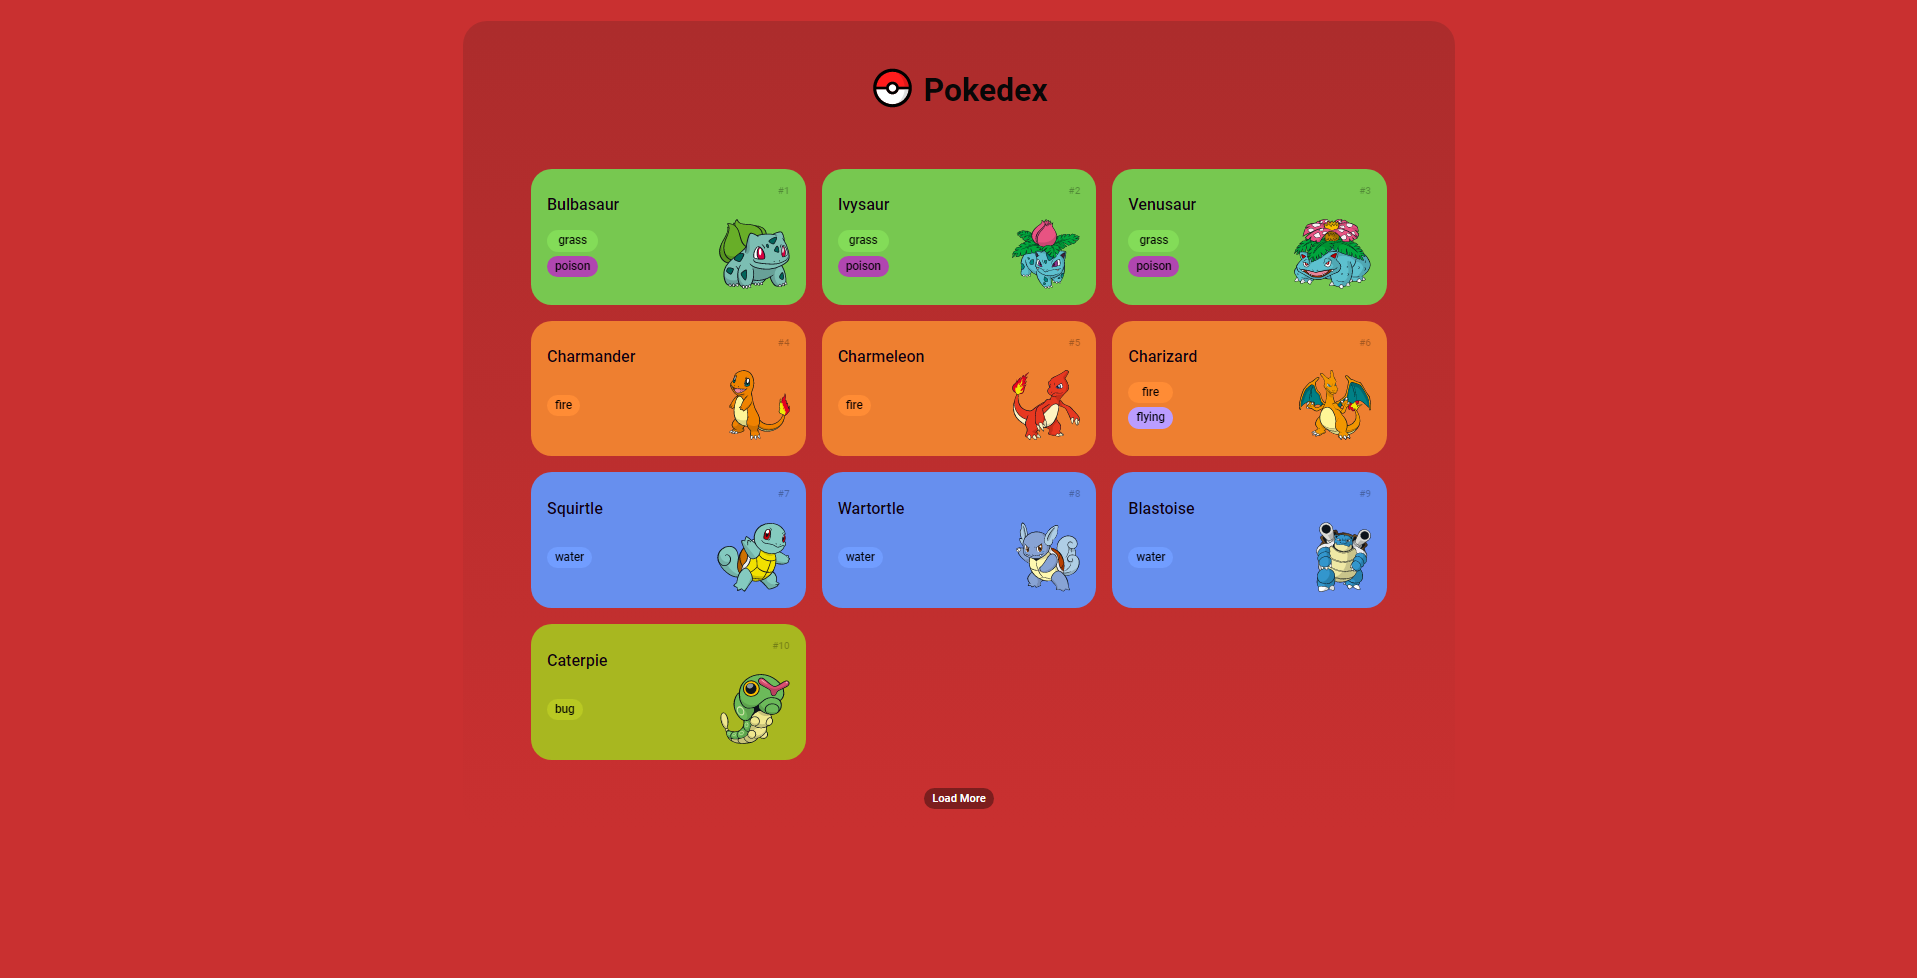 Pokedex
#1
Bulbasaur
grass
poison
#2
Ivysaur
grass
poison
#3
Venusaur
grass
poison
#4
Charmander
fire
#5
Charmeleon
fire
#6
Charizard
fire
flying
#7
Squirtle
water
#8
Wartortle
water
#9
Blastoise
water
#10
Caterpie
bug
Load More